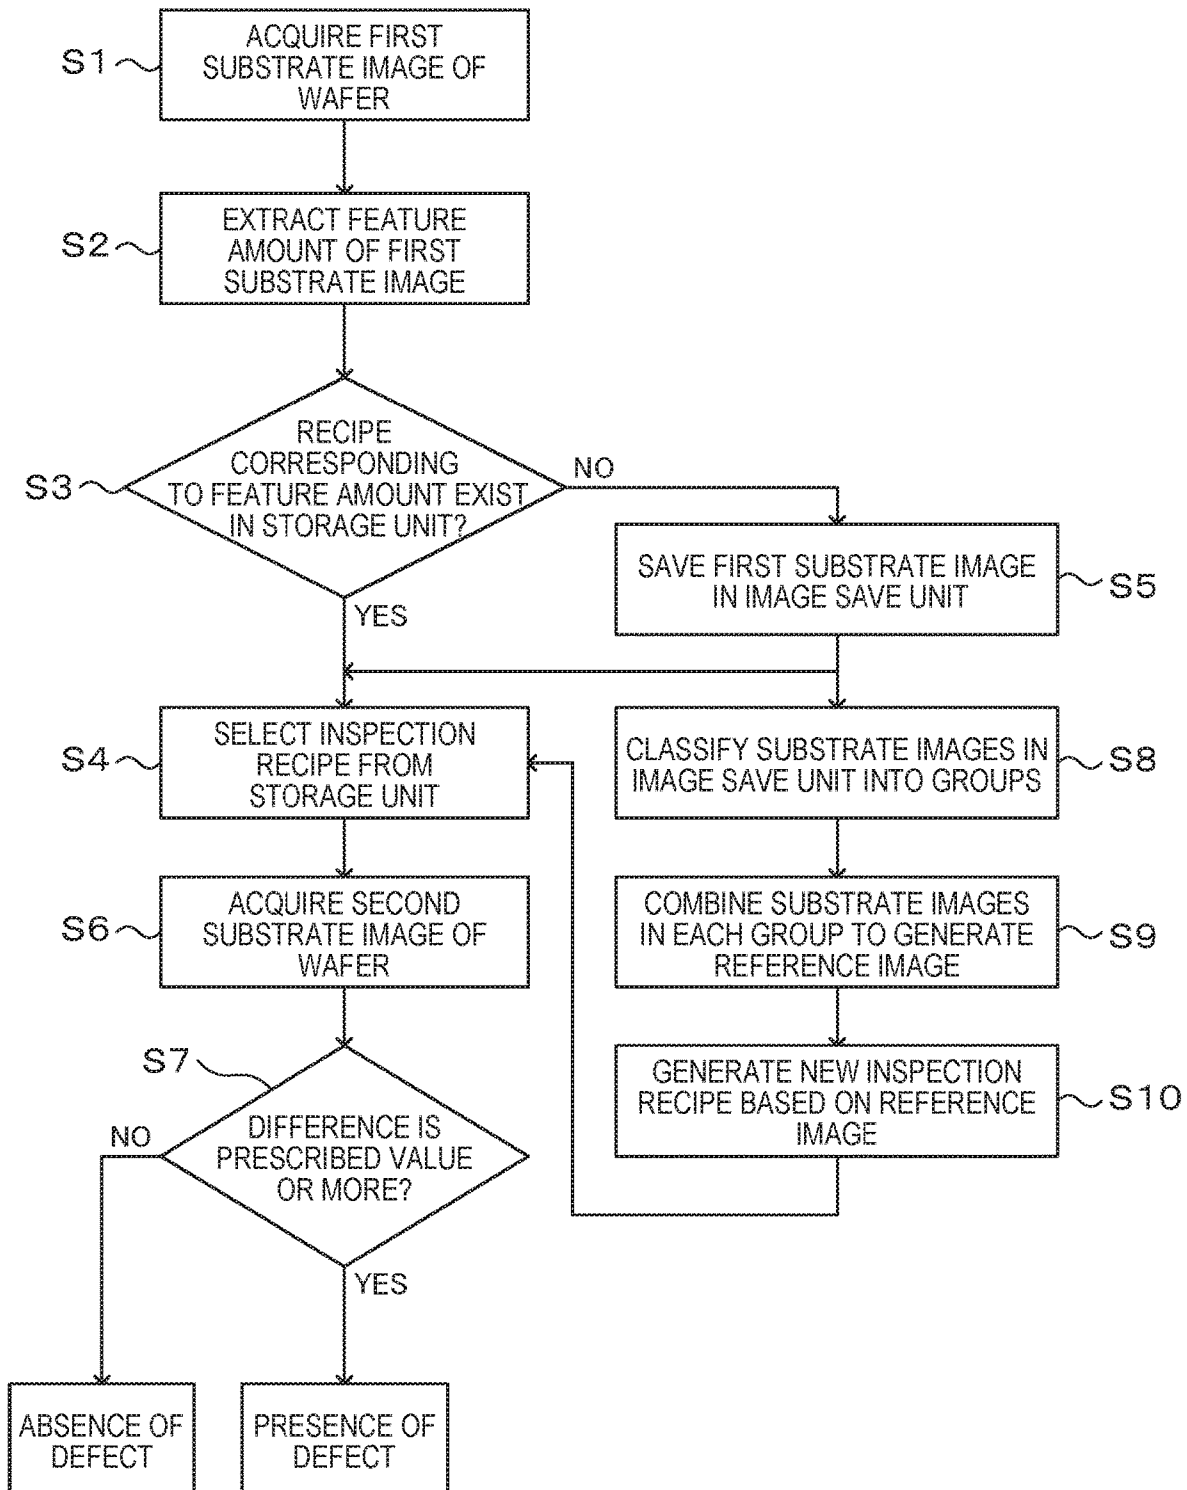 S1
ACQUIRE FIRST
SUBSTRATE IMAGE OF
WAFER
S2
EXTRACT FEATURE
AMOUNT OF FIRST
SUBSTRATE IMAGE
S3
RECIPE
CORRESPONDING
TO FEATURE AMOUNT EXIST
IN STORAGE UNIT?
NO
YES
SAVE FIRST SUBSTRATE IMAGE
IN IMAGE SAVE UNIT
S5
S4
SELECT INSPECTION
RECIPE FROM
STORAGE UNIT
CLASSIFY SUBSTRATE IMAGES IN
IMAGE SAVE UNIT INTO GROUPS
S8
S6
ACQUIRE SECOND
SUBSTRATE IMAGE OF
WAFER
COMBINE SUBSTRATE IMAGES
IN EACH GROUP TO GENERATE
REFERENCE IMAGE
S9
S7
DIFFERENCE IS
PRESCRIBED VALUE
OR MORE?
NO
YES
GENERATE NEW INSPECTION
RECIPE BASED ON REFERENCE
IMAGE
S10
ABSENCE OF
DEFECT
PRESENCE OF
DEFECT